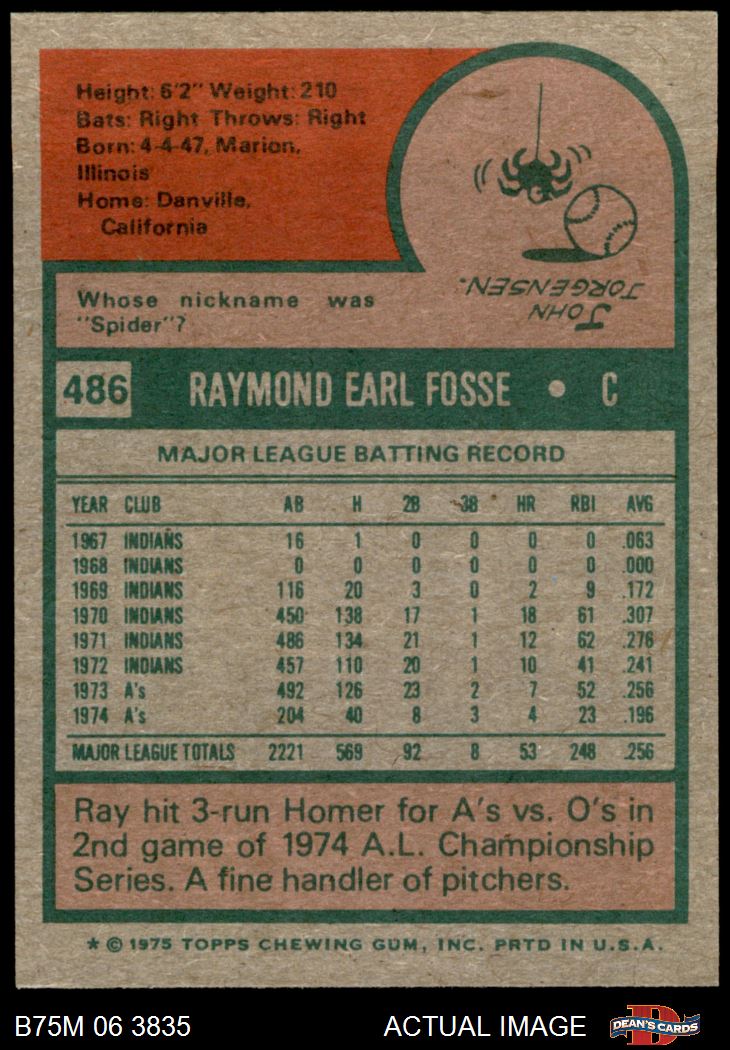 Height: 6'2" Weight: 210
Bats: Right Throws: Right
Born: 4-4-47, Marion,
Illinois
Home: Danville,
California
Whose nickname was
"Spider"?
JOHN
JORGENSEN.
486 RAYMOND EARL FOSSE • C
MAJOR LEAGUE BATTING RECORD
YEAR CLUB AB H 2B 3B HR RBI AVG
1967 INDIANS 16 1 0 0 0 0 .063
1968 INDIANS 0 0 0 0 0 0 .000
1969 INDIANS 116 20 3 0 2 9 .172
1970 INDIANS 450 138 17 1 18 61 .307
1971 INDIANS 486 134 21 1 12 62 .276
1972 INDIANS 457 110 20 1 10 41 .241
1973 A's 492 126 23 2 7 52 .256
1974 A's 204 40 8 3 4 23 .196
MAJOR LEAGUE TOTALS 2221 569 92 8 53 248 .256
Ray hit 3-run Homer for A's vs. O's in
2nd game of 1974 A.L. Championship
Series. A fine handler of pitchers.
* © 1975 TOPPS CHEWING GUM, INC. PRTD IN U.S.A.
B75M 06 3835 ACTUAL IMAGE D DEAN'S CARDS